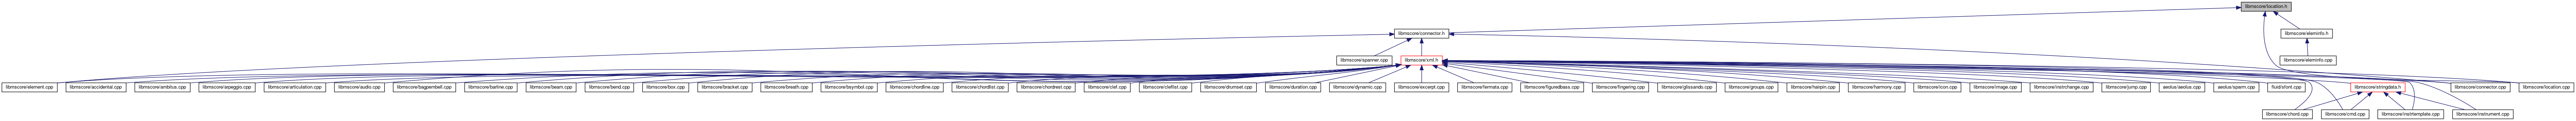 libmscore/location.h
libmscore/connector.h
libmscore/eleminfo.h
libmscore/spanner.cpp
libmscore/xml.h
libmscore/eleminfo.cpp
libmscore/element.cpp
libmscore/accidental.cpp
libmscore/ambitus.cpp
libmscore/arpeggio.cpp
libmscore/articulation.cpp
libmscore/audio.cpp
libmscore/bagpembell.cpp
libmscore/barline.cpp
libmscore/beam.cpp
libmscore/bend.cpp
libmscore/box.cpp
libmscore/bracket.cpp
libmscore/breath.cpp
libmscore/bsymbol.cpp
libmscore/chordline.cpp
libmscore/chordlist.cpp
libmscore/chordrest.cpp
libmscore/clef.cpp
libmscore/cleflist.cpp
libmscore/drumset.cpp
libmscore/duration.cpp
libmscore/dynamic.cpp
libmscore/excerpt.cpp
libmscore/fermata.cpp
libmscore/figuredbass.cpp
libmscore/fingering.cpp
libmscore/glissando.cpp
libmscore/groups.cpp
libmscore/hairpin.cpp
libmscore/harmony.cpp
libmscore/icon.cpp
libmscore/image.cpp
libmscore/instrchange.cpp
libmscore/jump.cpp
aeolus/aeolus.cpp
aeolus/sparm.cpp
fluid/sfont.cpp
libmscore/stringdata.h
libmscore/connector.cpp
libmscore/location.cpp
libmscore/chord.cpp
libmscore/cmd.cpp
libmscore/instrtemplate.cpp
libmscore/instrument.cpp